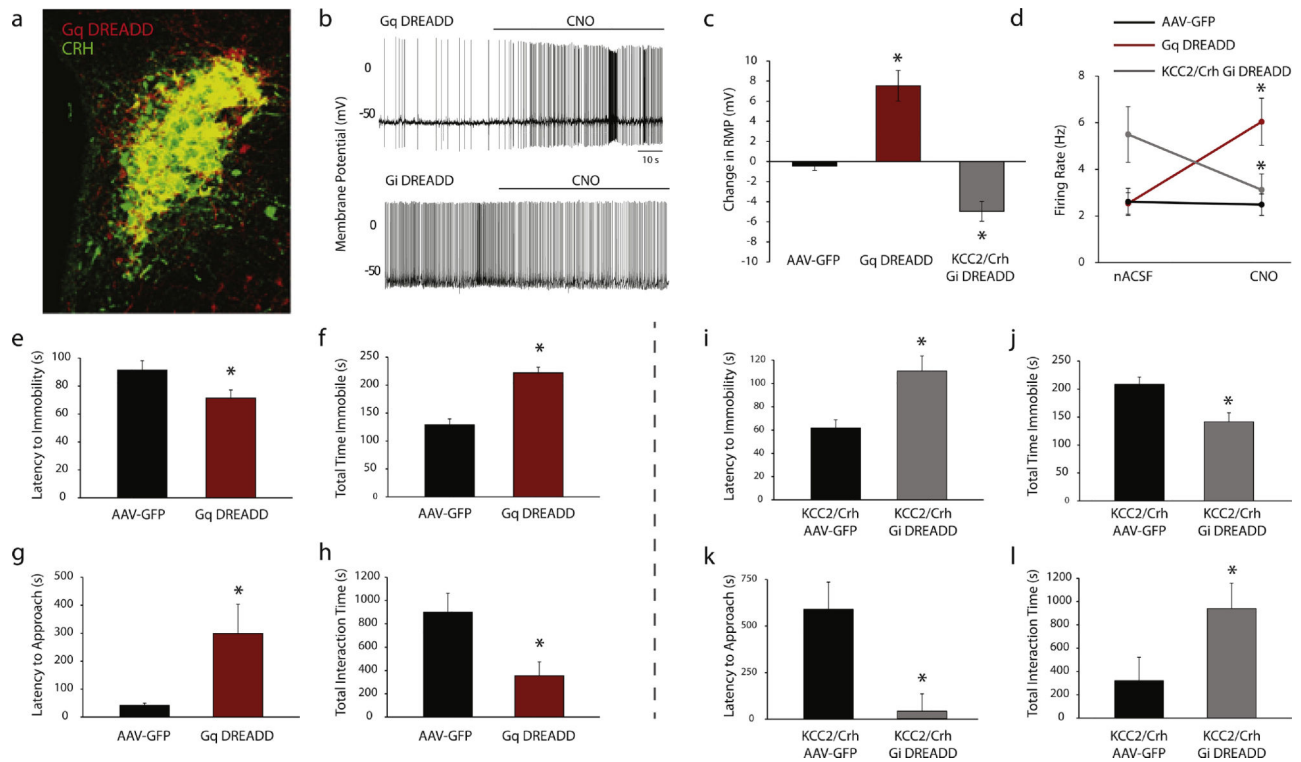 a
Gq DREADD
CRH
b
Gq DREADD
CNO
0
-50
10 s
Gi DREADD
CNO
0
-50
Membrane Potential (mV)
c
Change in RMP (mV)
10
8
6
4
2
0
-2
-4
-6
-8
-10
*
*
AAV-GFP
Gq DREADD
KCC2/Crh
Gi DREADD
d
AAV-GFP
Gq DREADD
KCC2/Crh Gi DREADD
Firing Rate (Hz)
8
6
4
2
0
*
*
nACSF
CNO
e
Latency to Immobility (s)
100
80
60
40
20
0
*
AAV-GFP
Gq DREADD
f
Total Time Immobile (s)
250
200
150
100
50
0
*
AAV-GFP
Gq DREADD
i
Latency to Immobility (s)
120
100
80
60
40
20
0
*
KCC2/Crh
AAV-GFP
KCC2/Crh
Gi DREADD
j
Total Time Immobile (s)
250
200
150
100
50
0
*
KCC2/Crh
AAV-GFP
KCC2/Crh
Gi DREADD
g
Latency to Approach (s)
500
400
300
200
100
0
*
AAV-GFP
Gq DREADD
h
Total Interaction Time (s)
1200
1000
800
600
400
200
0
*
AAV-GFP
Gq DREADD
k
Latency to Approach (s)
750
500
250
0
*
KCC2/Crh
AAV-GFP
KCC2/Crh
Gi DREADD
l
Total Interaction Time (s)
1200
1000
800
600
400
200
0
*
KCC2/Crh
AAV-GFP
KCC2/Crh
Gi DREADD